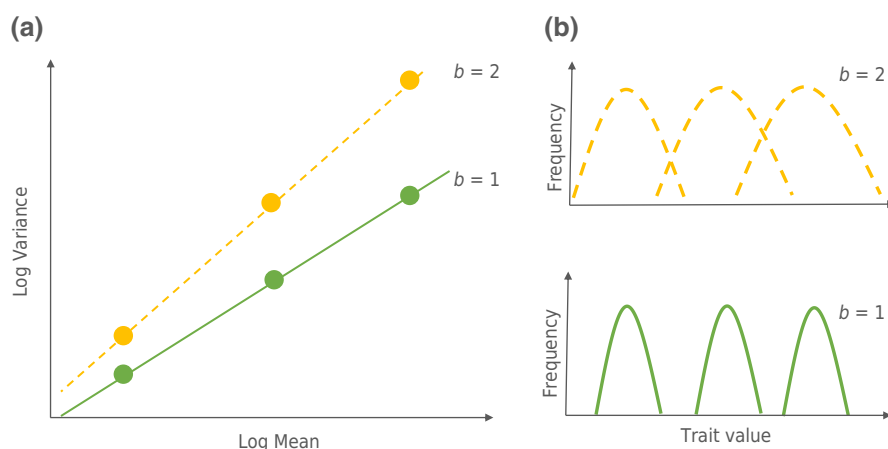 (a)
b = 2
b = 1
Log Variance
Log Mean
(b)
b = 2
Frequency
b = 1
Frequency
Trait value